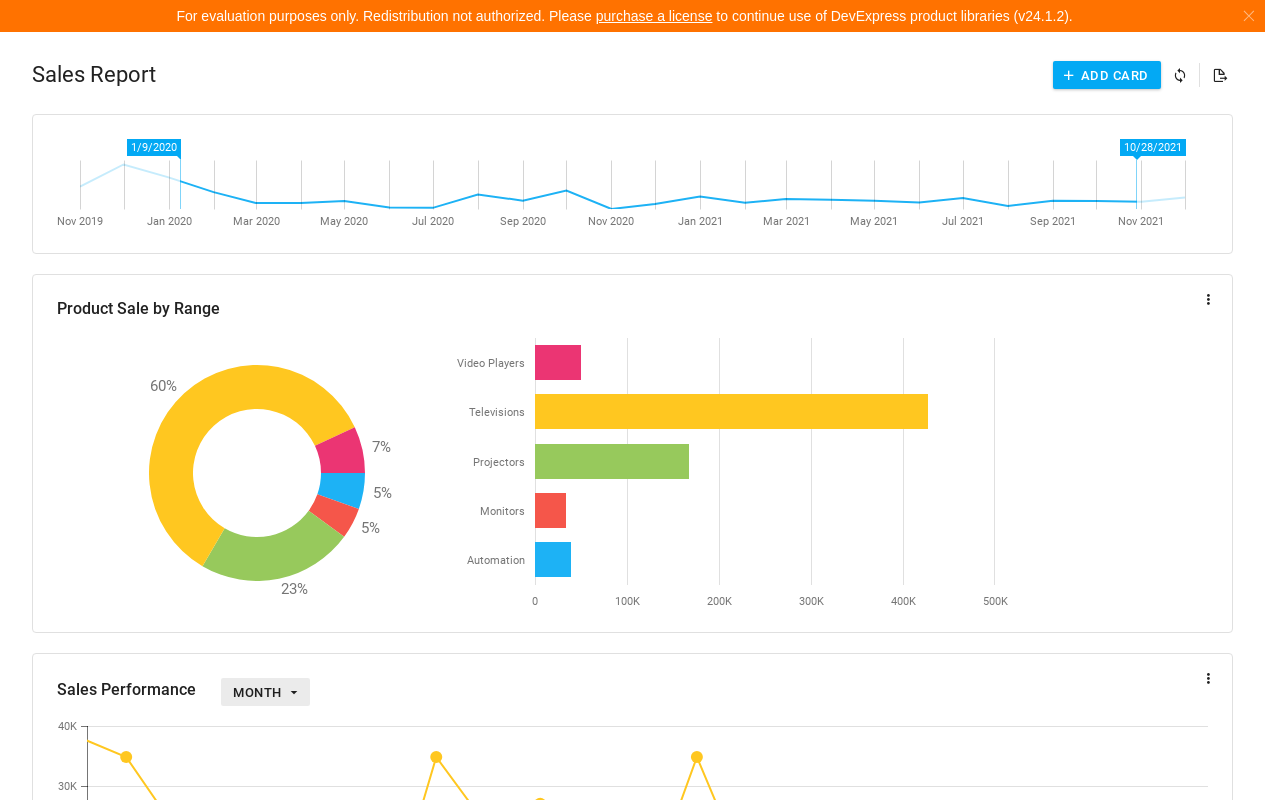 For evaluation purposes only. Redistribution not authorized. Please purchase a license to continue use of DevExpress product libraries (v24.1.2).
Sales Report
ADD CARD
1/9/2020
10/28/2021
Nov 2019 Jan 2020 Mar 2020 May 2020 Jul 2020 Sep 2020 Nov 2020 Jan 2021 Mar 2021 May 2021 Jul 2021 Sep 2021 Nov 2021
Product Sale by Range
60%
7%
5%
5%
23%
Video Players
Televisions
Projectors
Monitors
Automation
0 100K 200K 300K 400K 500K
Sales Performance
MONTH
40K
30K